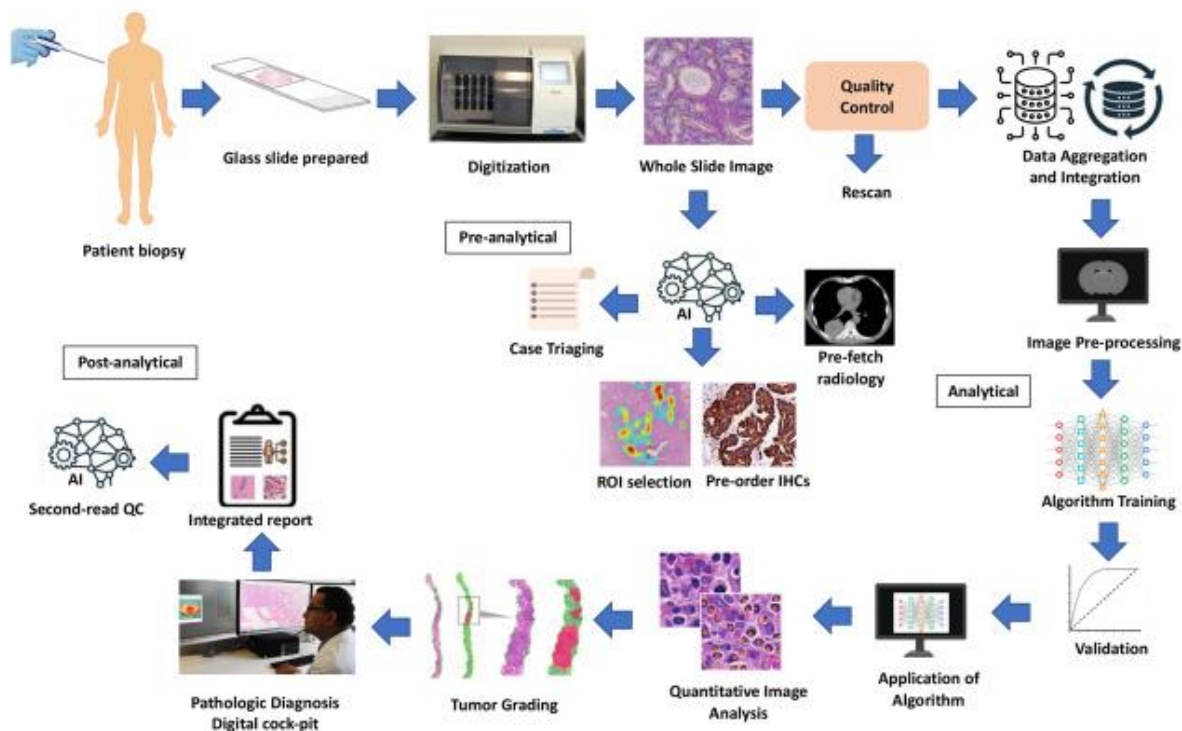 Quality
Control
Glass slide prepared
Digitization
Whole Slide Image
Rescan
Data Aggregation
and Integration
Patient biopsy
Pre-analytical
AI
Case Triaging
Pre-fetch
radiology
Image Pre-processing
Post-analytical
Analytical
AI
Second-read QC
Integrated report
ROI selection
Pre-order IHCs
Algorithm Training
Validation
Application of
Algorithm
Quantitative Image
Analysis
Tumor Grading
Pathologic Diagnosis
Digital cock-pit